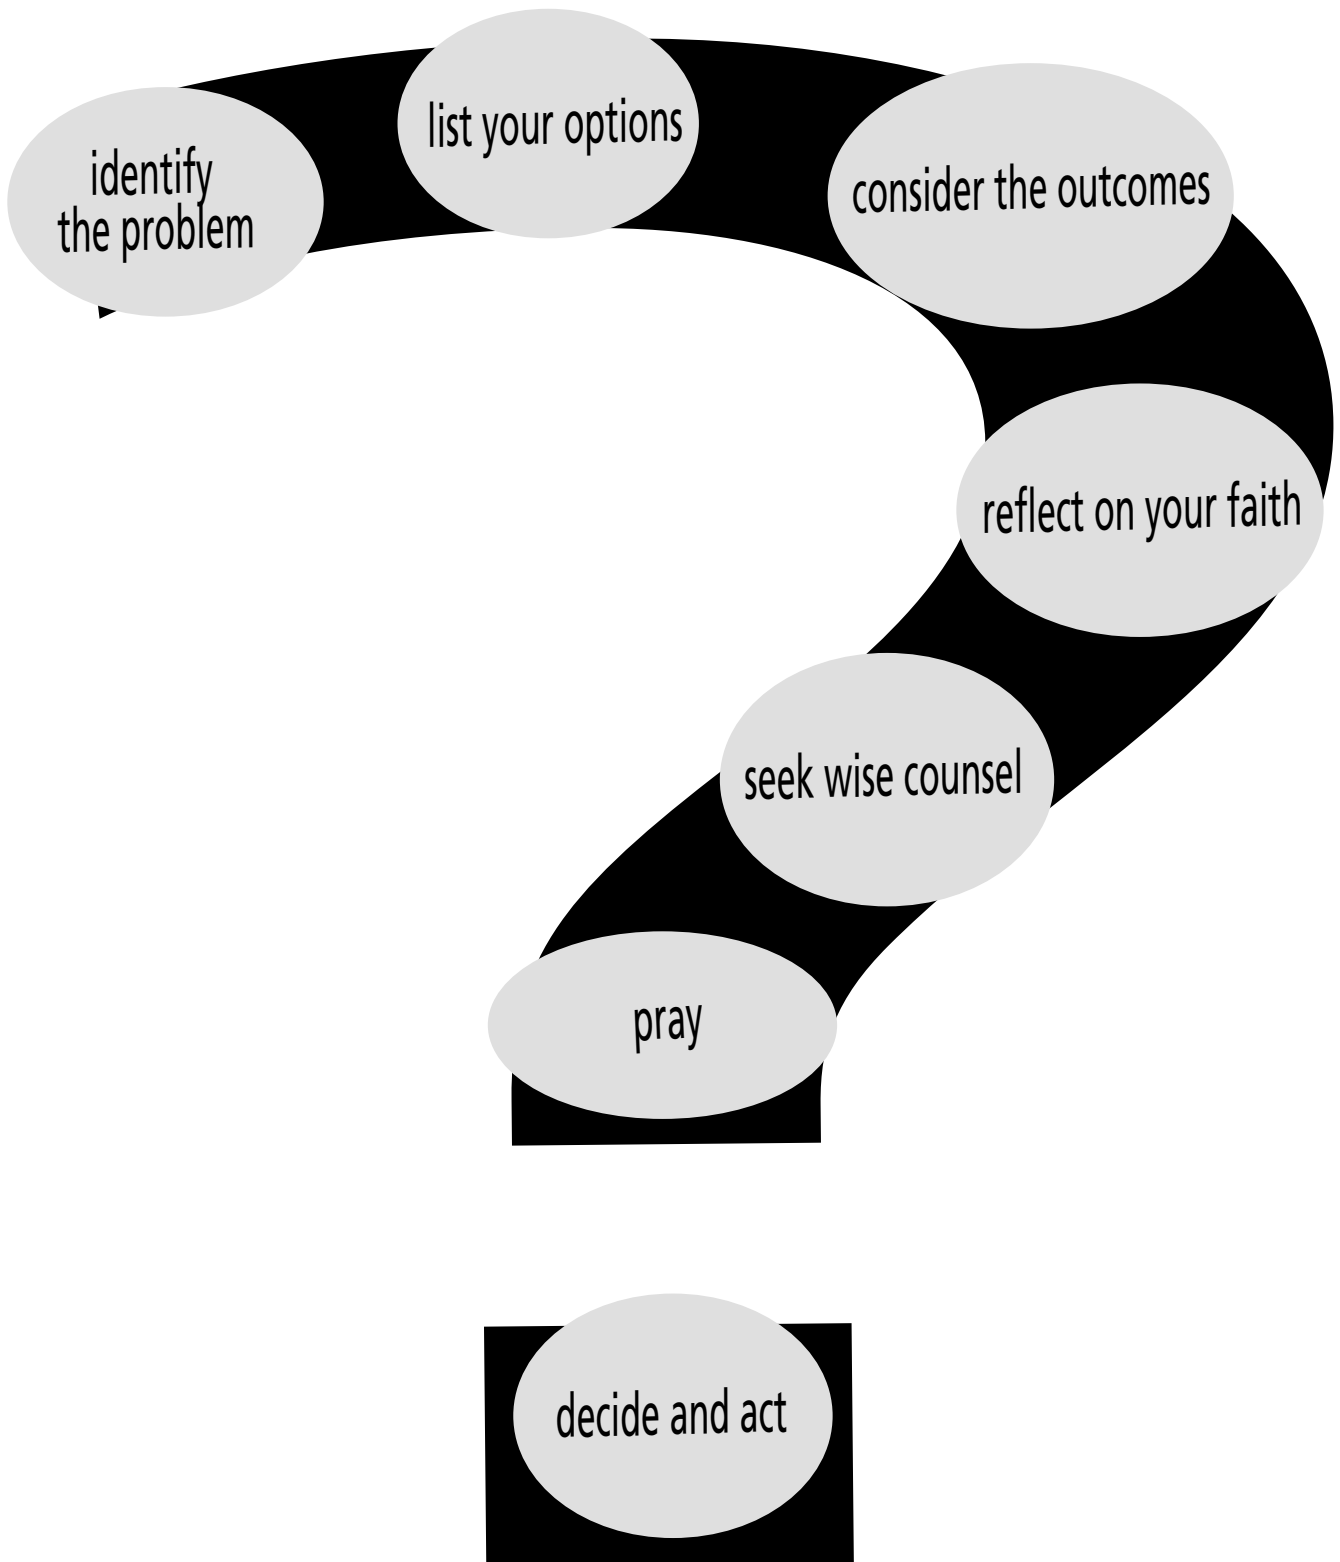 identify
the problem
list your options
consider the outcomes
reflect on your faith
seek wise counsel
pray
decide and act